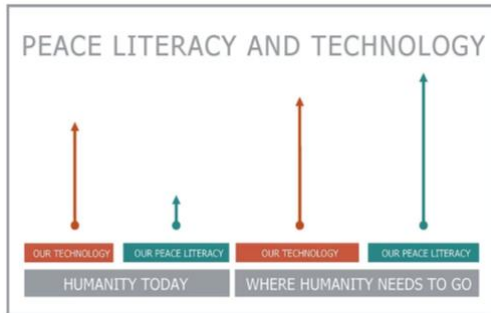 PEACE LITERACY AND TECHNOLOGY
OUR TECHNOLOGY
OUR PEACE LITERACY
OUR TECHNOLOGY
OUR PEACE LITERACY
HUMANITY TODAY
WHERE HUMANITY NEEDS TO GO